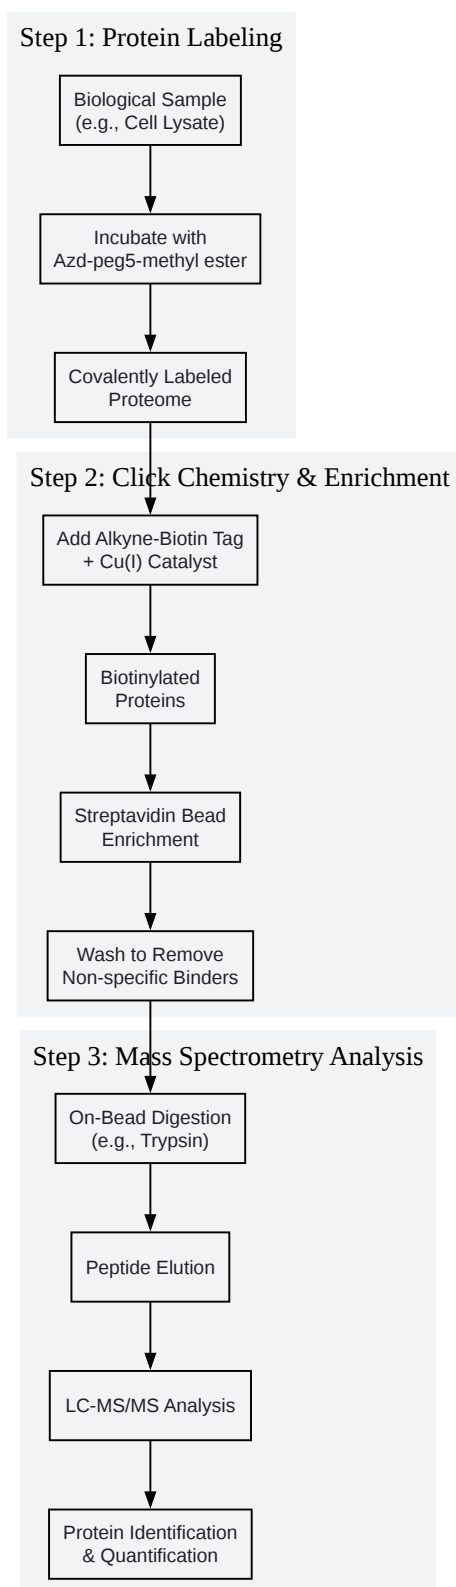 Step 1: Protein Labeling
Biological Sample
(e.g., Cell Lysate)
Incubate with
Azd-peg5-methyl ester
Covalently Labeled
Proteome
Step 2: Click Chemistry & Enrichment
Add Alkyne-Biotin Tag
+ Cu(I) Catalyst
Biotinylated
Proteins
Streptavidin Bead
Enrichment
Wash to Remove
Non-specific Binders
Step 3: Mass Spectrometry Analysis
On-Bead Digestion
(e.g., Trypsin)
Peptide Elution
LC-MS/MS Analysis
Protein Identification
& Quantification